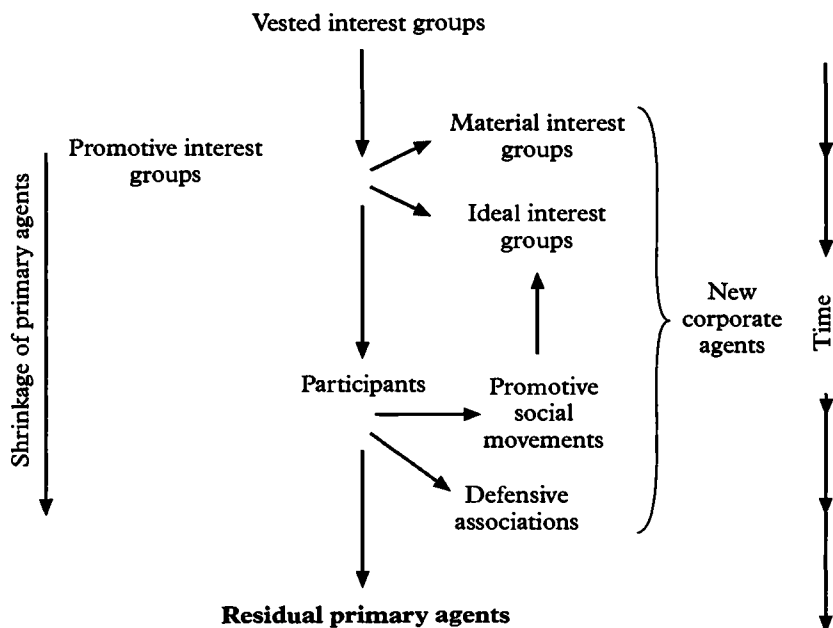 Vested interest groups
Material interest
groups
Promotive interest
groups
Ideal interest
groups
Shrinkage of primary agents
New
corporate
agents
Time
Participants
Promotive
social
movements
Defensive
associations
Residual primary agents